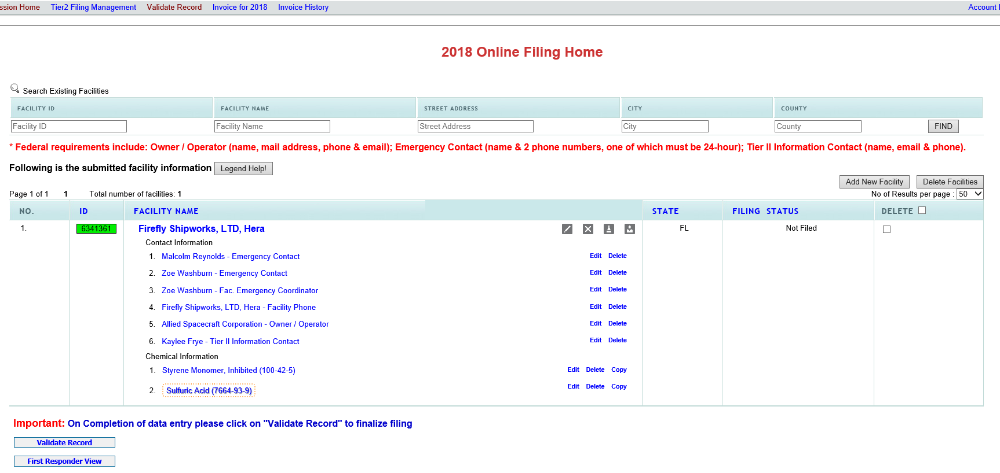 ssion Home Tier2 Filing Management Validate Record Invoice for 2018 Invoice History Account
2018 Online Filing Home
Search Existing Facilities
FACILITY ID FACILITY NAME STREET ADDRESS CITY COUNTY
Facility ID Facility Name Street Address City County FIND
* Federal requirements include: Owner / Operator (name, mail address, phone & email); Emergency Contact (name & 2 phone numbers, one of which must be 24-hour); Tier II Information Contact (name, email & phone).
Following is the submitted facility information Legend Help!
Add New Facility Delete Facilities
Page 1 of 1 1 Total number of facilities: 1 No of Results per page : 50
NO. ID FACILITY NAME STATE FILING STATUS DELETE
1. 6341361 Firefly Shipworks, LTD, Hera FL Not Filed
Contact Information
1. Malcolm Reynolds - Emergency Contact Edit Delete
2. Zoe Washburn - Emergency Contact Edit Delete
3. Zoe Washburn - Fac. Emergency Coordinator Edit Delete
4. Firefly Shipworks, LTD, Hera - Facility Phone Edit Delete
5. Allied Spacecraft Corporation - Owner / Operator Edit Delete
6. Kaylee Frye - Tier II Information Contact Edit Delete
Chemical Information
1. Styrene Monomer, Inhibited (100-42-5) Edit Delete Copy
2. Sulfuric Acid (7664-93-9) Edit Delete Copy
Important: On Completion of data entry please click on "Validate Record" to finalize filing
Validate Record
First Responder View